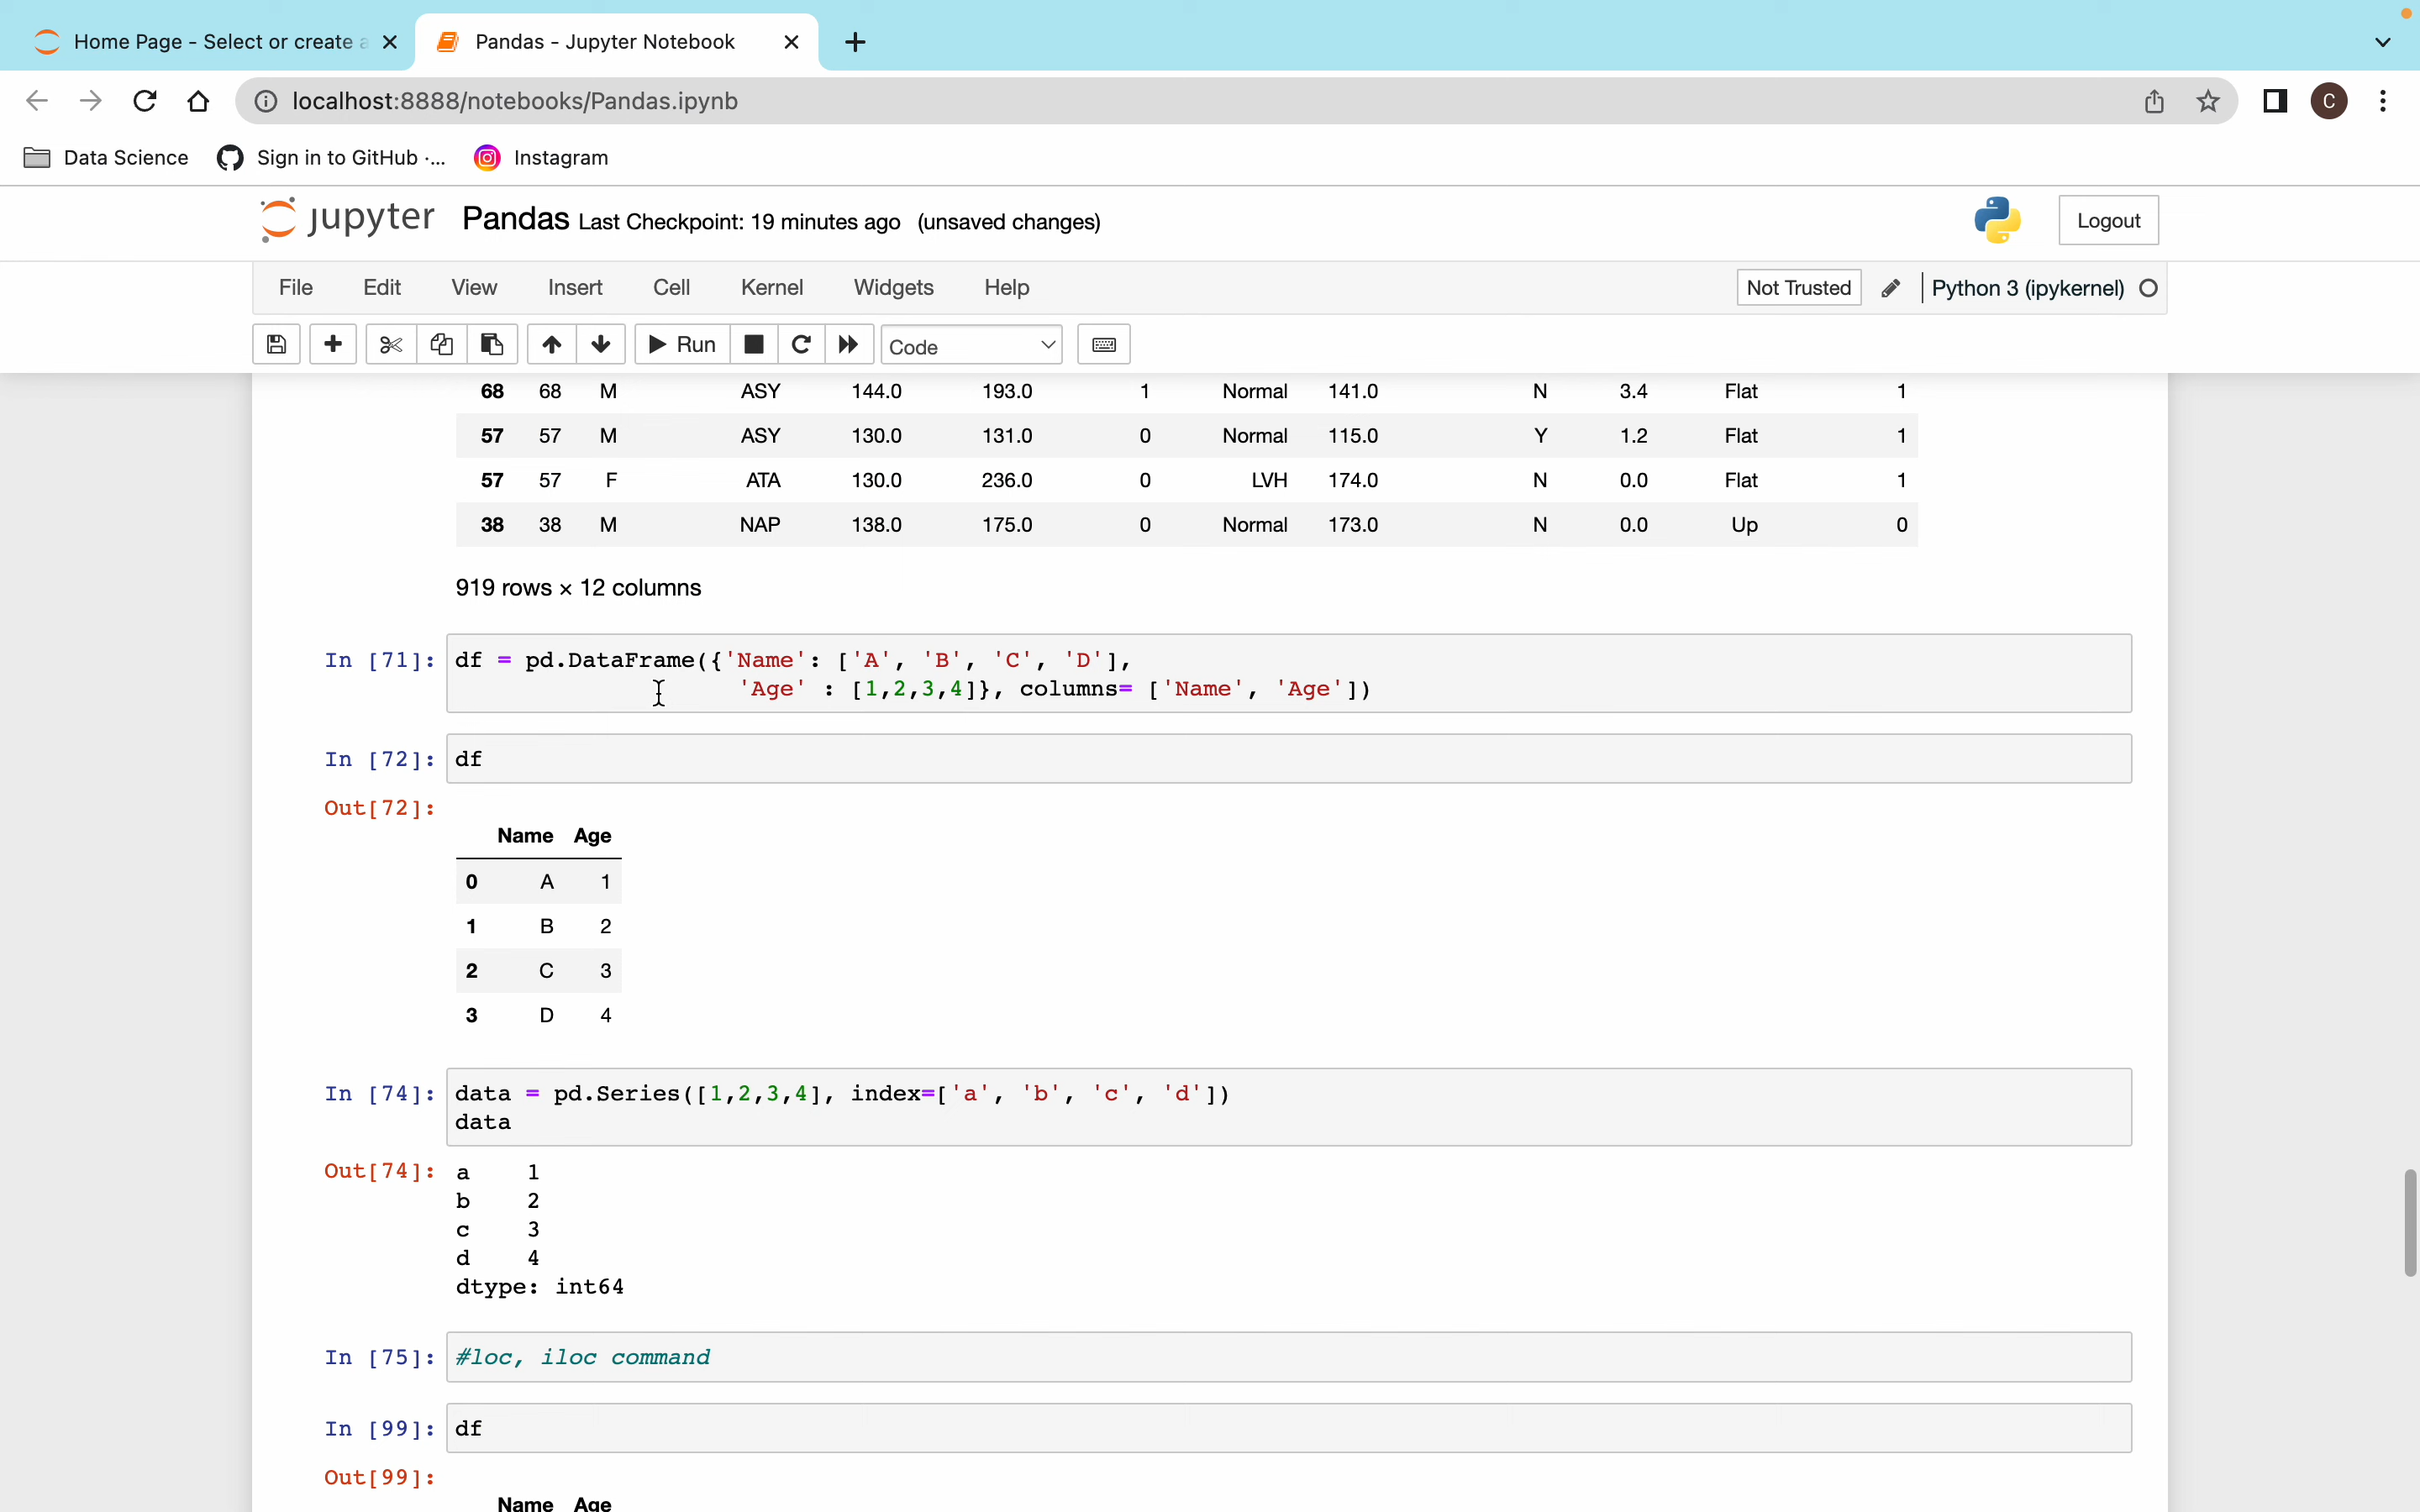 Home Page - Select or create a
Pandas - Jupyter Notebook
localhost:8888/notebooks/Pandas.ipynb
C
Data Science
Sign in to GitHub ·...
Instagram
jupyter
Pandas Last Checkpoint: 19 minutes ago (unsaved changes)
Logout
File Edit View Insert Cell Kernel Widgets Help
Not Trusted
Python 3 (ipykernel)
Run
Code
68 68 M ASY 144.0 193.0 1 Normal 141.0 N 3.4 Flat 1
57 57 M ASY 130.0 131.0 0 Normal 115.0 Y 1.2 Flat 1
57 57 F ATA 130.0 236.0 0 LVH 174.0 N 0.0 Flat 1
38 38 M NAP 138.0 175.0 0 Normal 173.0 N 0.0 Up 0
919 rows × 12 columns
In [71]: df = pd.DataFrame({'Name': ['A', 'B', 'C', 'D'],
'Age' : [1,2,3,4]}, columns= ['Name', 'Age'])
In [72]: df
Out[72]:
Name Age
0 A 1
1 B 2
2 C 3
3 D 4
In [74]: data = pd.Series([1,2,3,4], index=['a', 'b', 'c', 'd'])
data
Out[74]: a 1
b 2
c 3
d 4
dtype: int64
In [75]: #loc, iloc command
In [99]: df
Out[99]:
Name Age